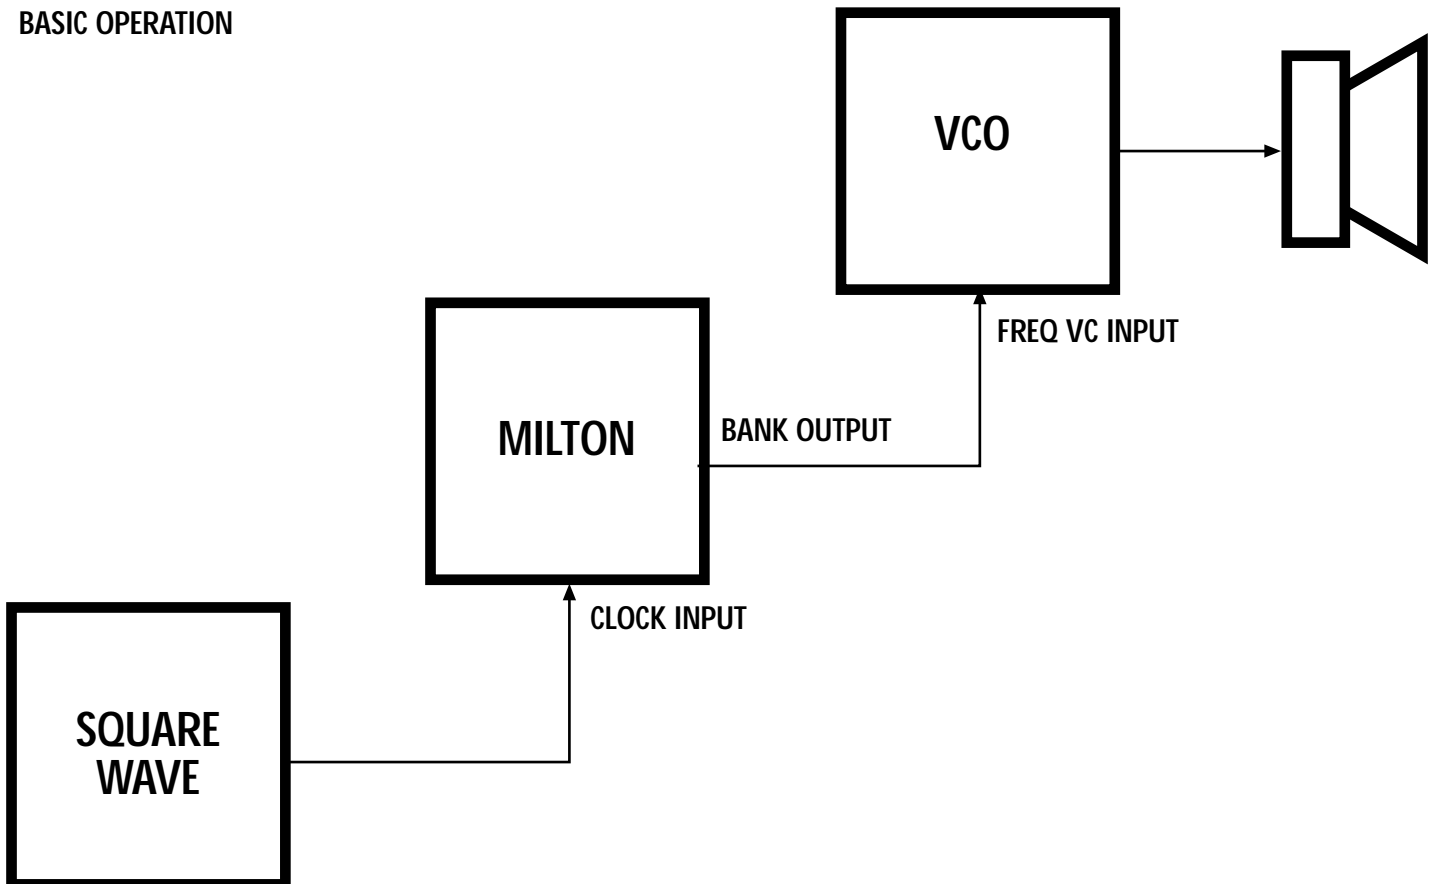 BASIC OPERATION
VCO
FREQ VC INPUT
MILTON
BANK OUTPUT
CLOCK INPUT
SQUARE
WAVE